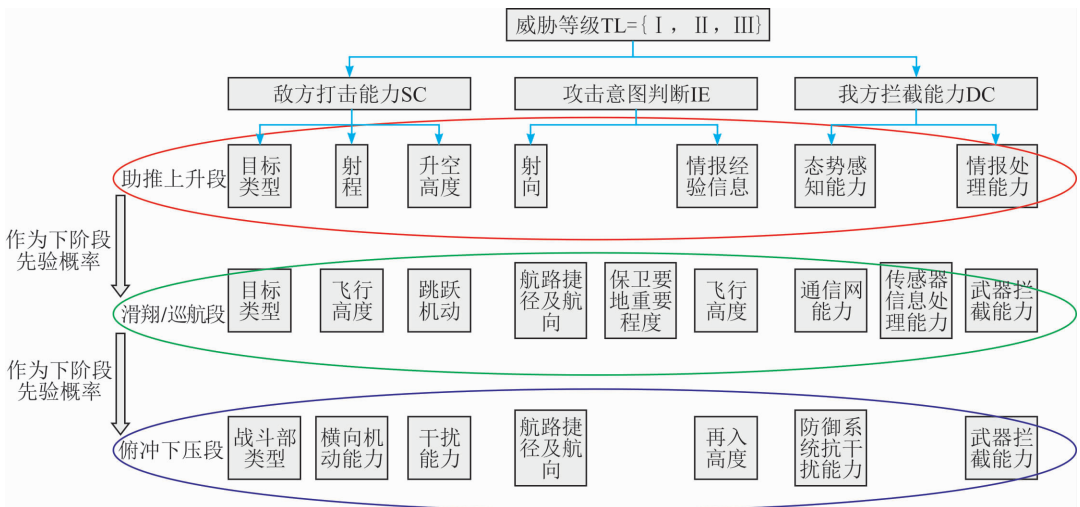 威胁等级TL={Ⅰ，Ⅱ，Ⅲ}
敌方打击能力SC
攻击意图判断IE
我方拦截能力DC
助推上升段
目标
类型
射
程
升空
高度
射
向
情报经
验信息
态势感
知能力
情报处
理能力
作为下阶段
先验概率
滑翔/巡航段
目标
类型
飞行
高度
跳跃
机动
航路捷
径及航
向
保卫要
地重要
程度
飞行
高度
通信网
能力
传感器
信息处
理能力
武器拦
截能力
作为下阶段
先验概率
俯冲下压段
战斗部
类型
横向机
动能力
干扰
能力
航路捷
径及航
向
再入
高度
防御系
统抗干
扰能力
武器拦
截能力